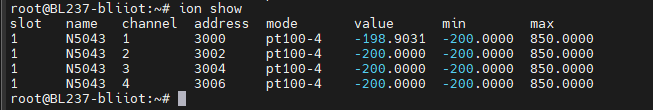 root@BL237-bliiot:~# ion show
slot name channel address mode value min max
1 N5043 1 3000 pt100-4 -198.9031 -200.0000 850.0000
1 N5043 2 3002 pt100-4 -200.0000 -200.0000 850.0000
1 N5043 3 3004 pt100-4 -200.0000 -200.0000 850.0000
1 N5043 4 3006 pt100-4 -200.0000 -200.0000 850.0000
root@BL237-bliiot:~#